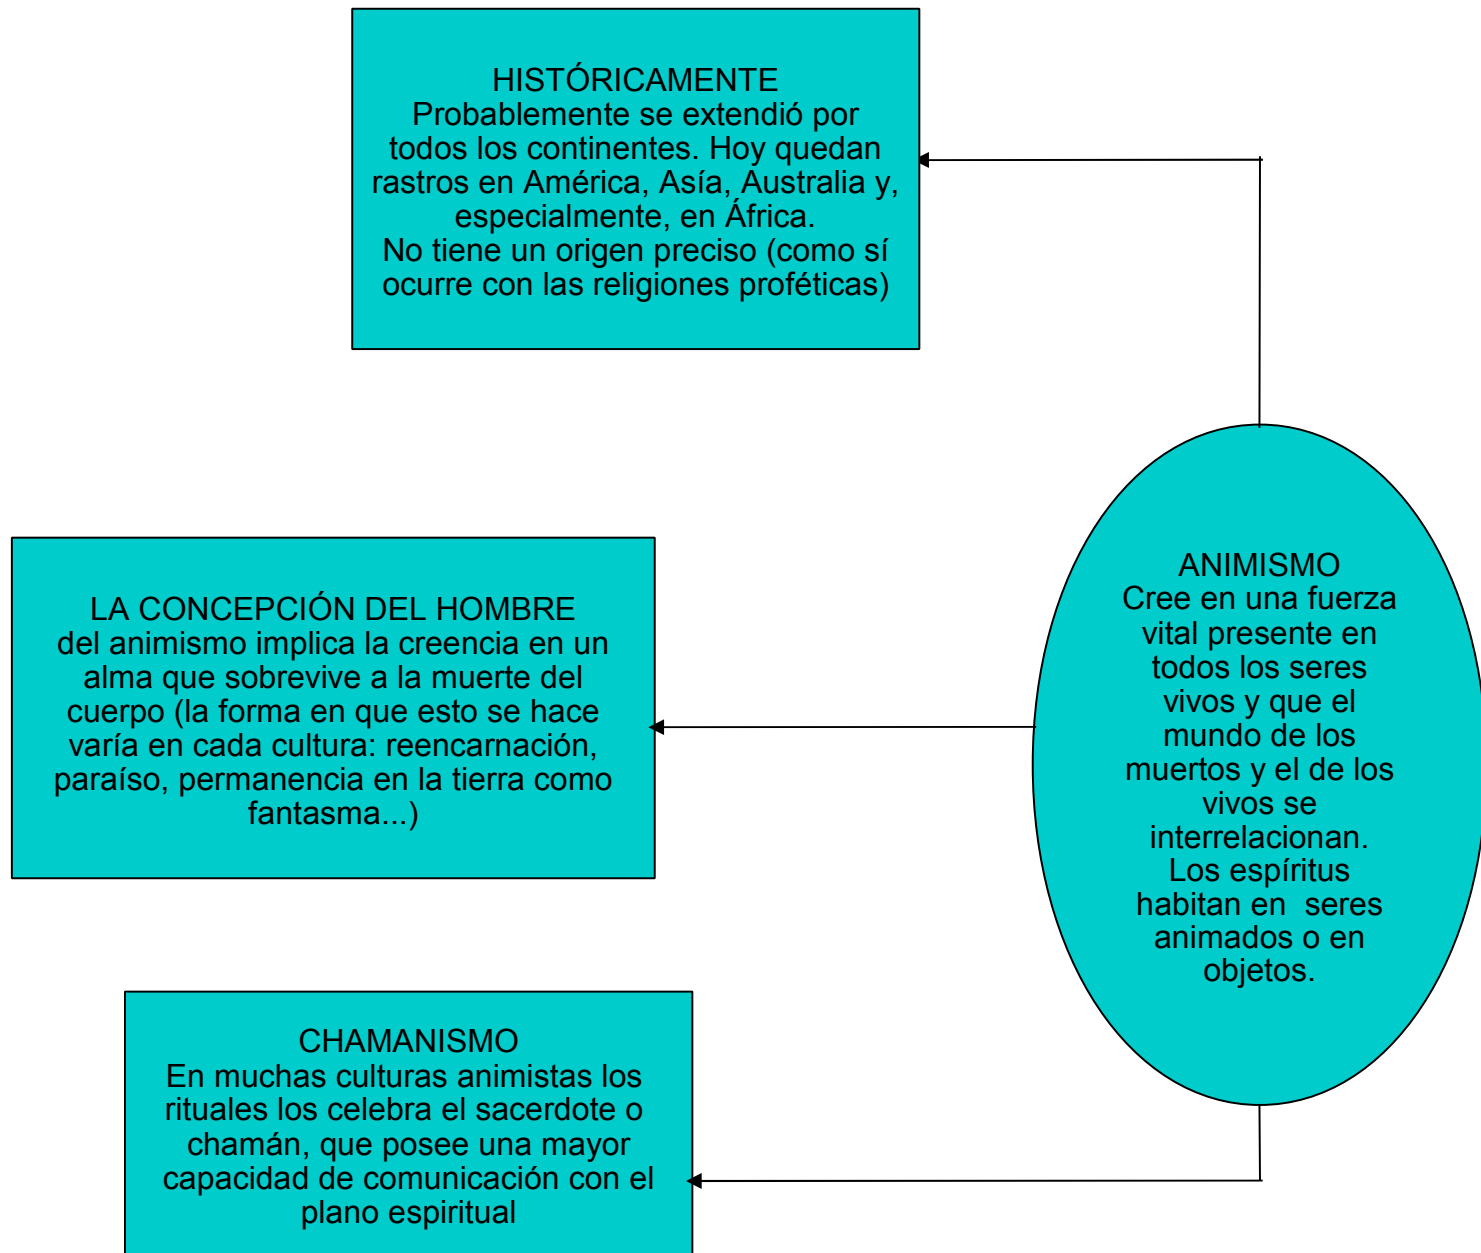 HISTÓRICAMENTE
Probablemente se extendió por
todos los continentes. Hoy quedan
rastros en América, Asía, Australia y,
especialmente, en África.
No tiene un origen preciso (como sí
ocurre con las religiones proféticas)
LA CONCEPCIÓN DEL HOMBRE
del animismo implica la creencia en un
alma que sobrevive a la muerte del
cuerpo (la forma en que esto se hace
varía en cada cultura: reencarnación,
paraíso, permanencia en la tierra como
fantasma...)
ANIMISMO
Cree en una fuerza
vital presente en
todos los seres
vivos y que el
mundo de los
muertos y el de los
vivos se
interrelacionan.
Los espíritus
habitan en  seres
animados o en
objetos.
CHAMANISMO
En muchas culturas animistas los
rituales los celebra el sacerdote o
chamán, que posee una mayor
capacidad de comunicación con el
plano espiritual